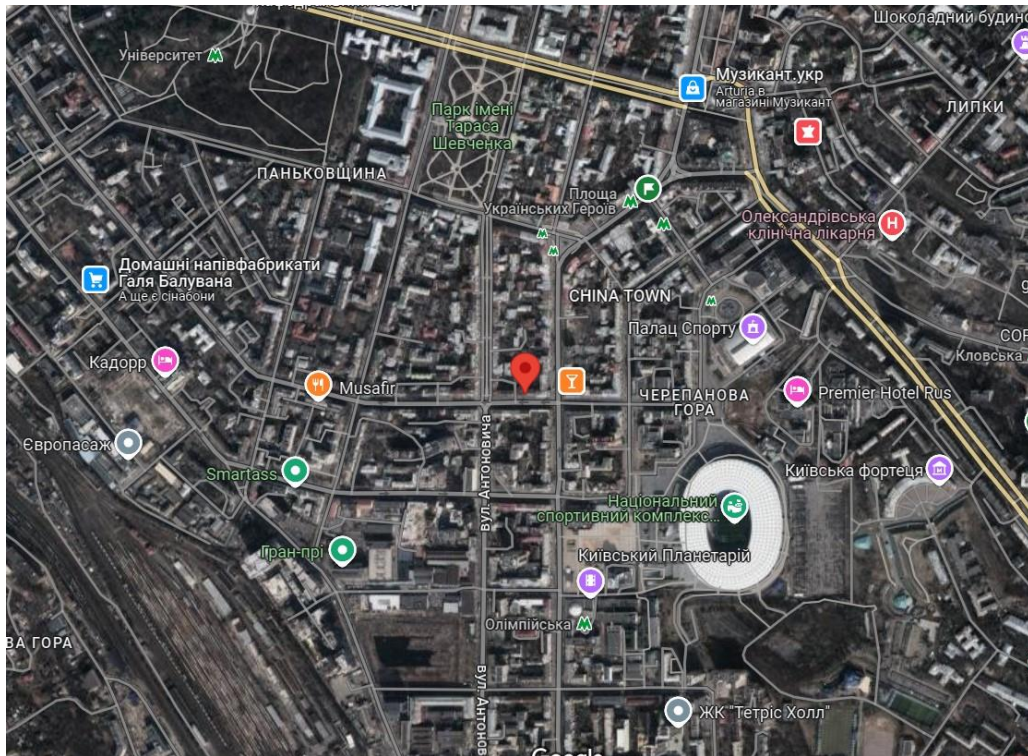 Університет
Шоколадний будино
Музикант.укр
Arturia в
магазині Музикант
ЛИПКИ
Парк імені
Тараса
Шевченка
ПАНЬКОВЩИНА
Площа
Українських Героїв
Олександрівська
клінічна лікарня
Домашні напівфабрикати
Галя Балувана
А ще є сінабони
CHINA TOWN
Палац Спорту
Кловська
Кадорр
Musafir
ЧЕРЕПАНОВА
ГОРА
Premier Hotel Rus
Європасаж
вул. Антоновича
Smartass
Київська фортеця
Національний
спортивний комплекс...
Гран-прі
Київський Планетарій
Олімпійська
ВА ГОРА
вул. Антонов
ЖК "Тетріс Холл"
Google